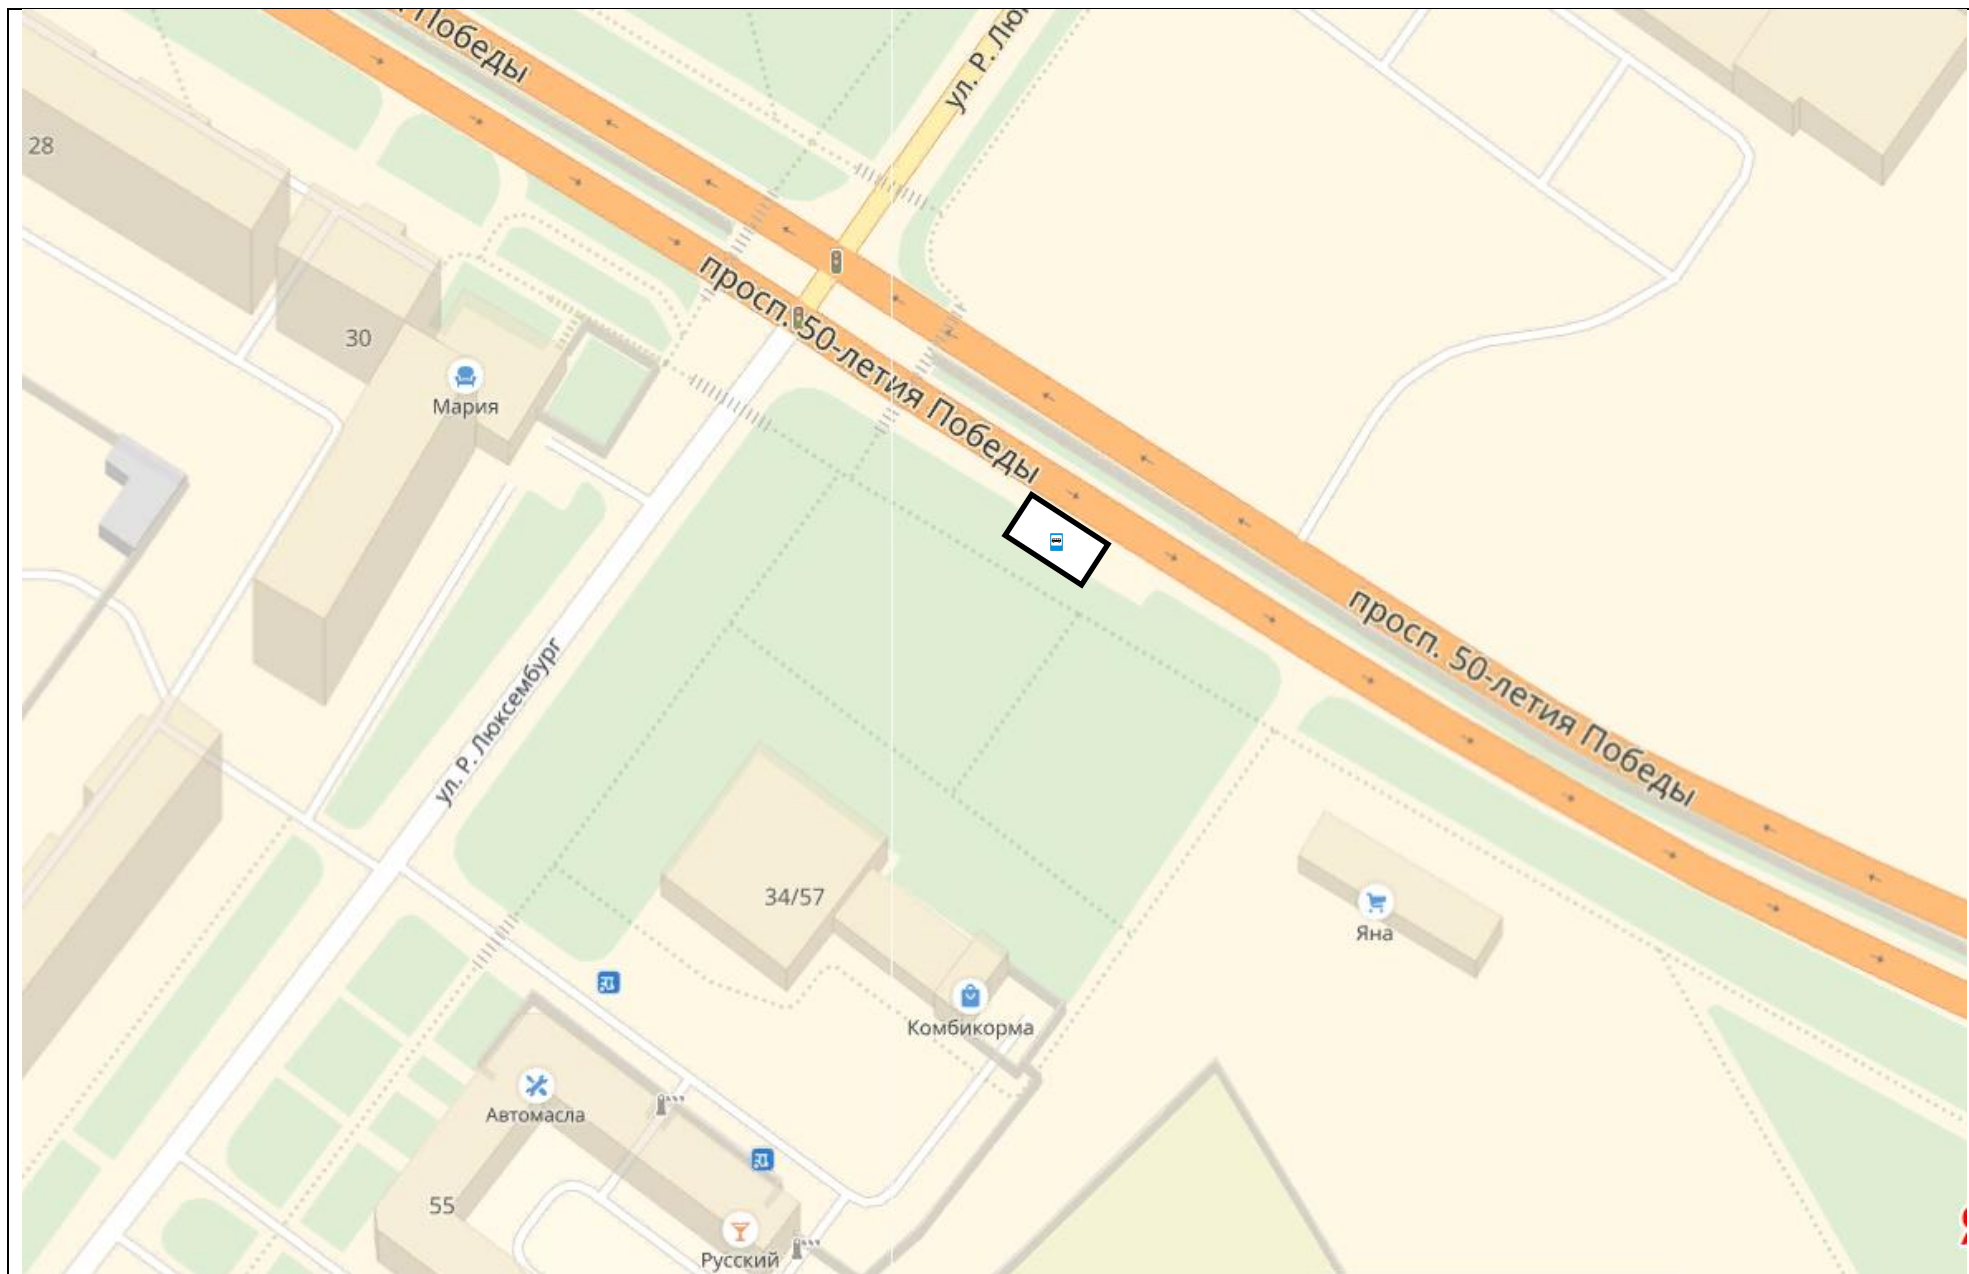 Победы
ул. Р. Лю
28
просп. 50-летия Победы
30
Мария
просп. 50-летия Победы
ул. Р. Люксембург
34/57
Яна
Комбикорма
Автомасла
55
Русский
Я